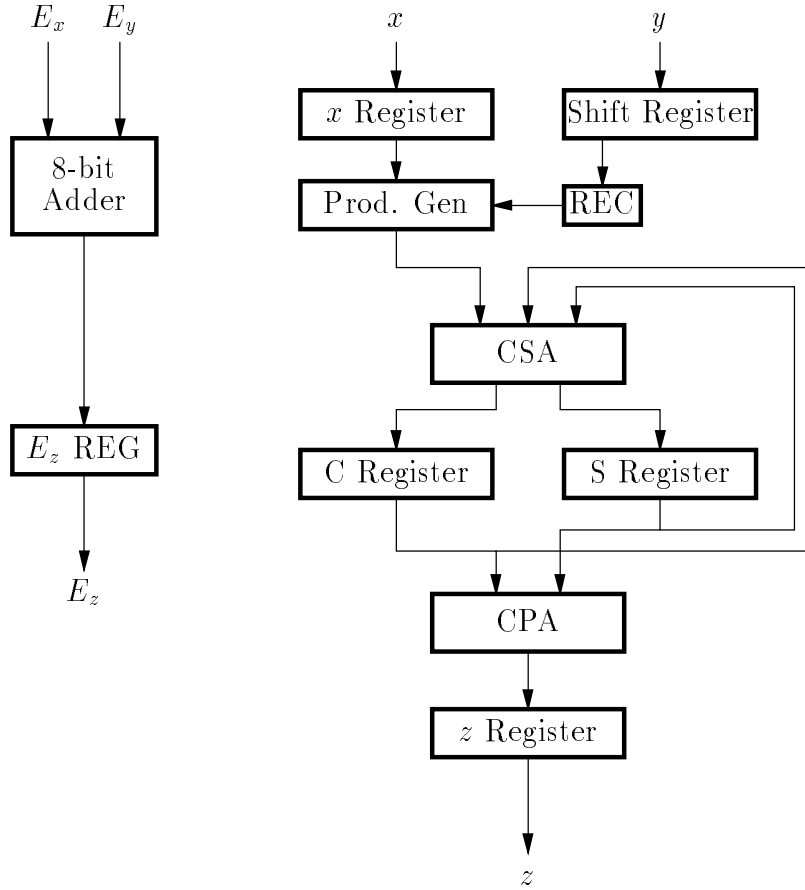 E_x E_y
x
y
x Register
Shift Register
8-bit
Adder
Prod. Gen
REC
CSA
E_z REG
C Register
S Register
E_z
CPA
z Register
z